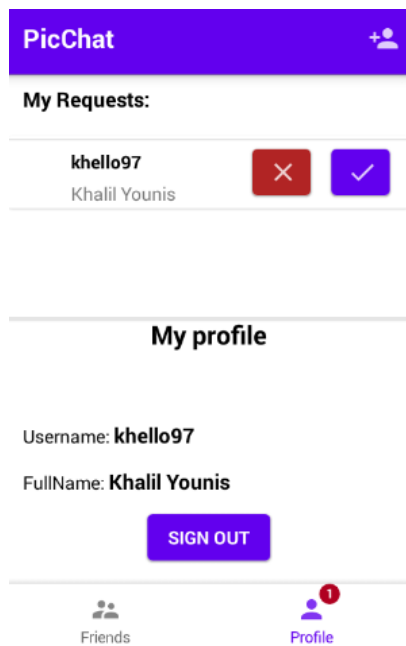 PicChat
My Requests:
khello97
Khalil Younis
My profile
Username: khello97
FullName: Khalil Younis
SIGN OUT
1
Friends
Profile